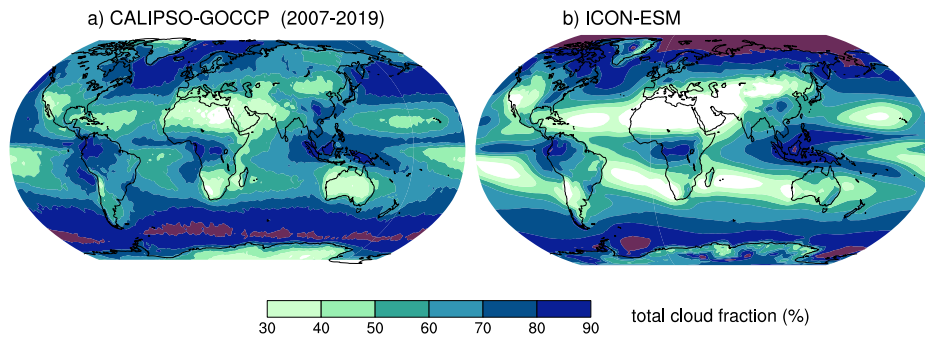 a) CALIPSO-GOCCP (2007-2019)
b) ICON-ESM
30 40 50 60 70 80 90
total cloud fraction (%)